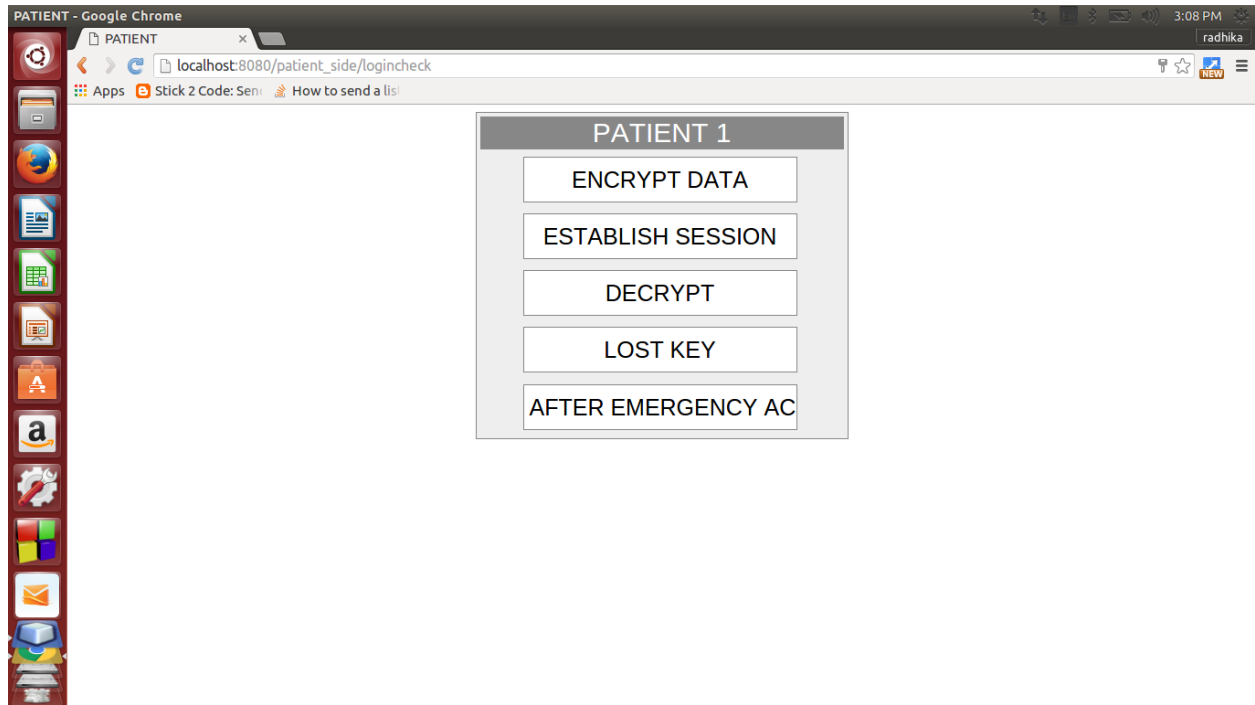 PATIENT - Google Chrome
3:08 PM
PATIENT ×
radhika
localhost:8080/patient_side/logincheck
NEW
Apps Stick 2 Code: Sen How to send a lis
PATIENT 1
ENCRYPT DATA
ESTABLISH SESSION
DECRYPT
LOST KEY
AFTER EMERGENCY AC